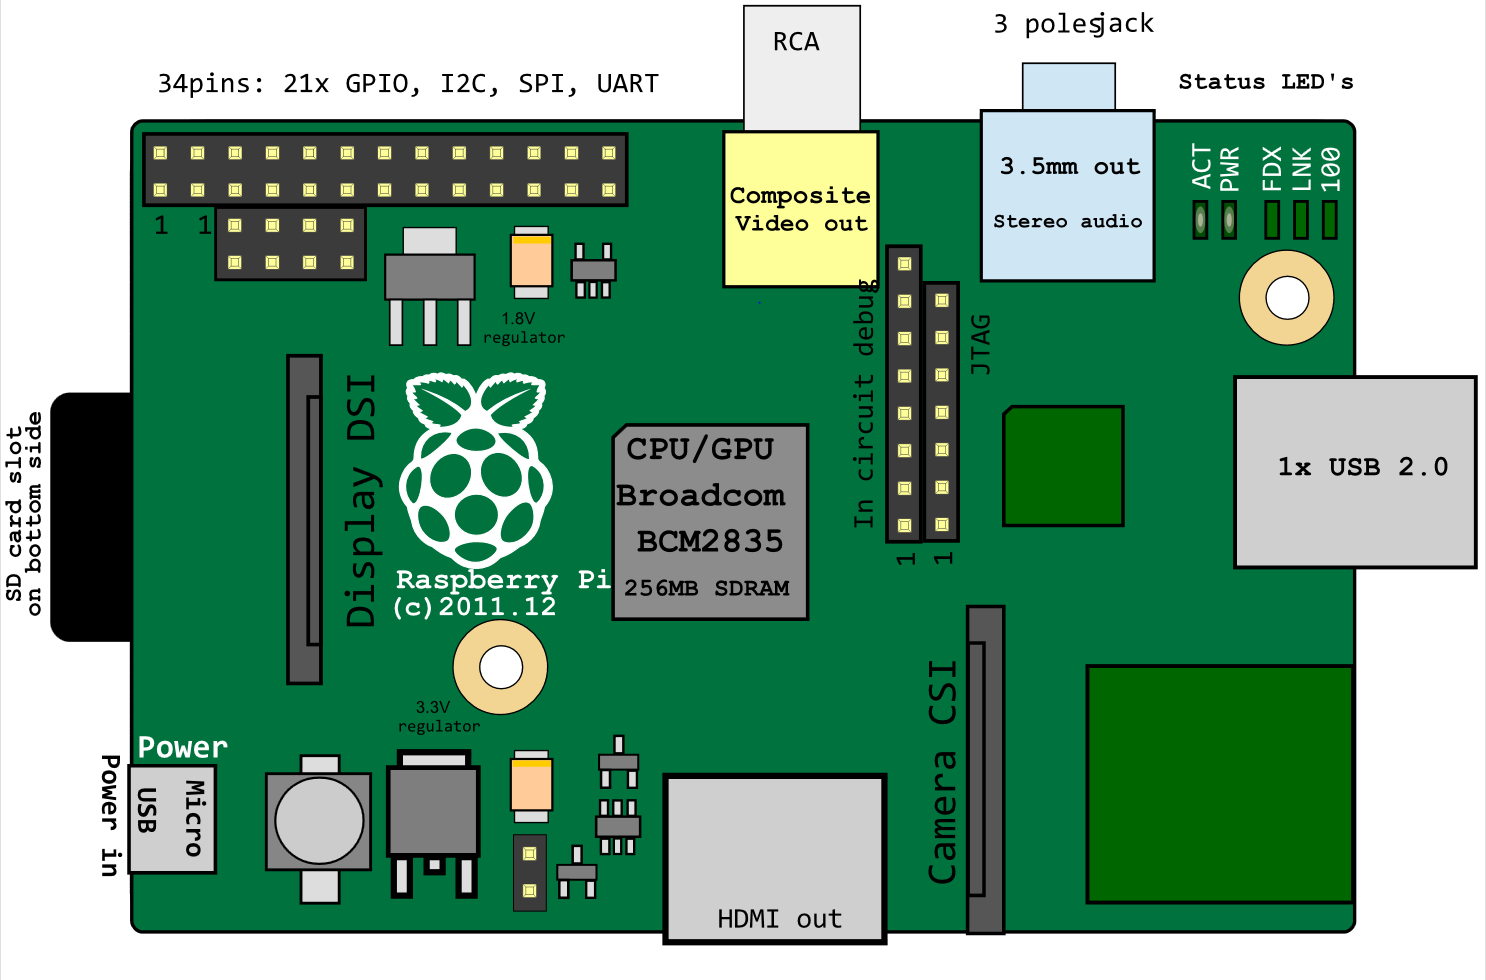 RCA
3 polesjack
34pins: 21x GPIO, I2C, SPI, UART
Status LED's
ACT
PWR
FDX
LNK
100
3.5mm out
Stereo audio
Composite
Video out
1
1
1.8V
regulator
In circuit debug
1
JTAG
1
Display DSI
SD card slot
on bottom side
CPU/GPU
Broadcom
BCM2835
256MB SDRAM
1x USB 2.0
Raspberry Pi
(c)2011.12
3.3V
regulator
Power
Power in
Micro
USB
Camera CSI
HDMI out